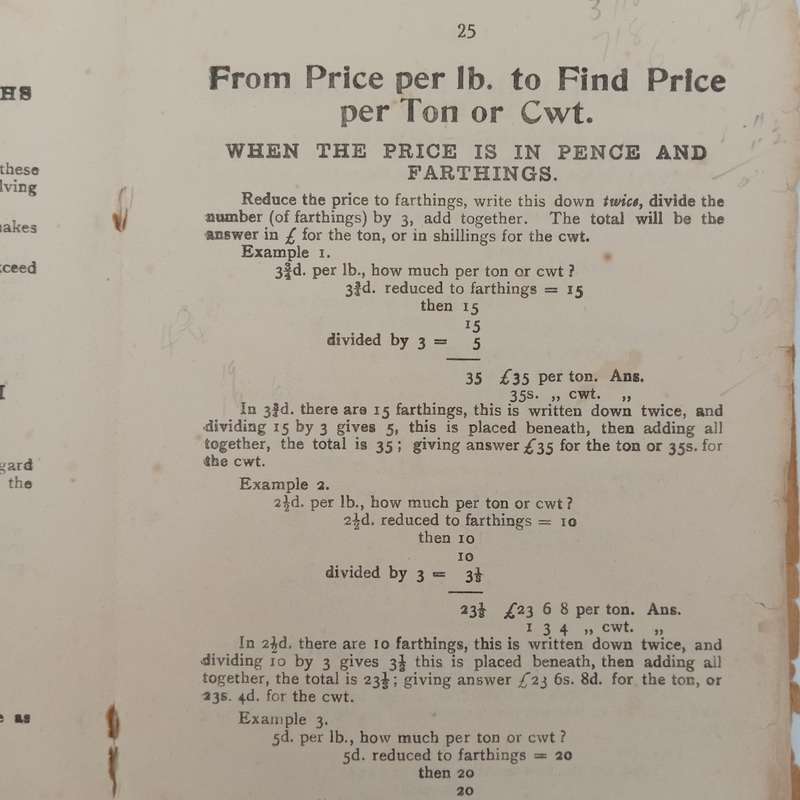 HS
these
lving
akes
ceed
gard
the
as
25
From Price per lb. to Find Price
per Ton or Cwt.
WHEN THE PRICE IS IN PENCE AND
FARTHINGS.
Reduce the price to farthings, write this down twice, divide the
number (of farthings) by 3, add together. The total will be the
answer in £ for the ton, or in shillings for the cwt.
Example 1.
3¾d. per lb., how much per ton or cwt?
3¾d. reduced to farthings = 15
then 15
15
divided by 3 = 5
35 £35 per ton. Ans.
35s. ,, cwt. ,,
In 3¾d. there are 15 farthings, this is written down twice, and
dividing 15 by 3 gives 5, this is placed beneath, then adding all
together, the total is 35; giving answer £35 for the ton or 35s. for
the cwt.
Example 2.
2½d. per lb., how much per ton or cwt?
2½d. reduced to farthings = 10
then 10
10
divided by 3 = 3⅓
23⅓ £23 6 8 per ton. Ans.
1 3 4 ,, cwt. ,,
In 2½d. there are 10 farthings, this is written down twice, and
dividing 10 by 3 gives 3⅓ this is placed beneath, then adding all
together, the total is 23⅓; giving answer £23 6s. 8d. for the ton, or
23s. 4d. for the cwt.
Example 3.
5d. per lb., how much per ton or cwt?
5d. reduced to farthings = 20
then 20
20